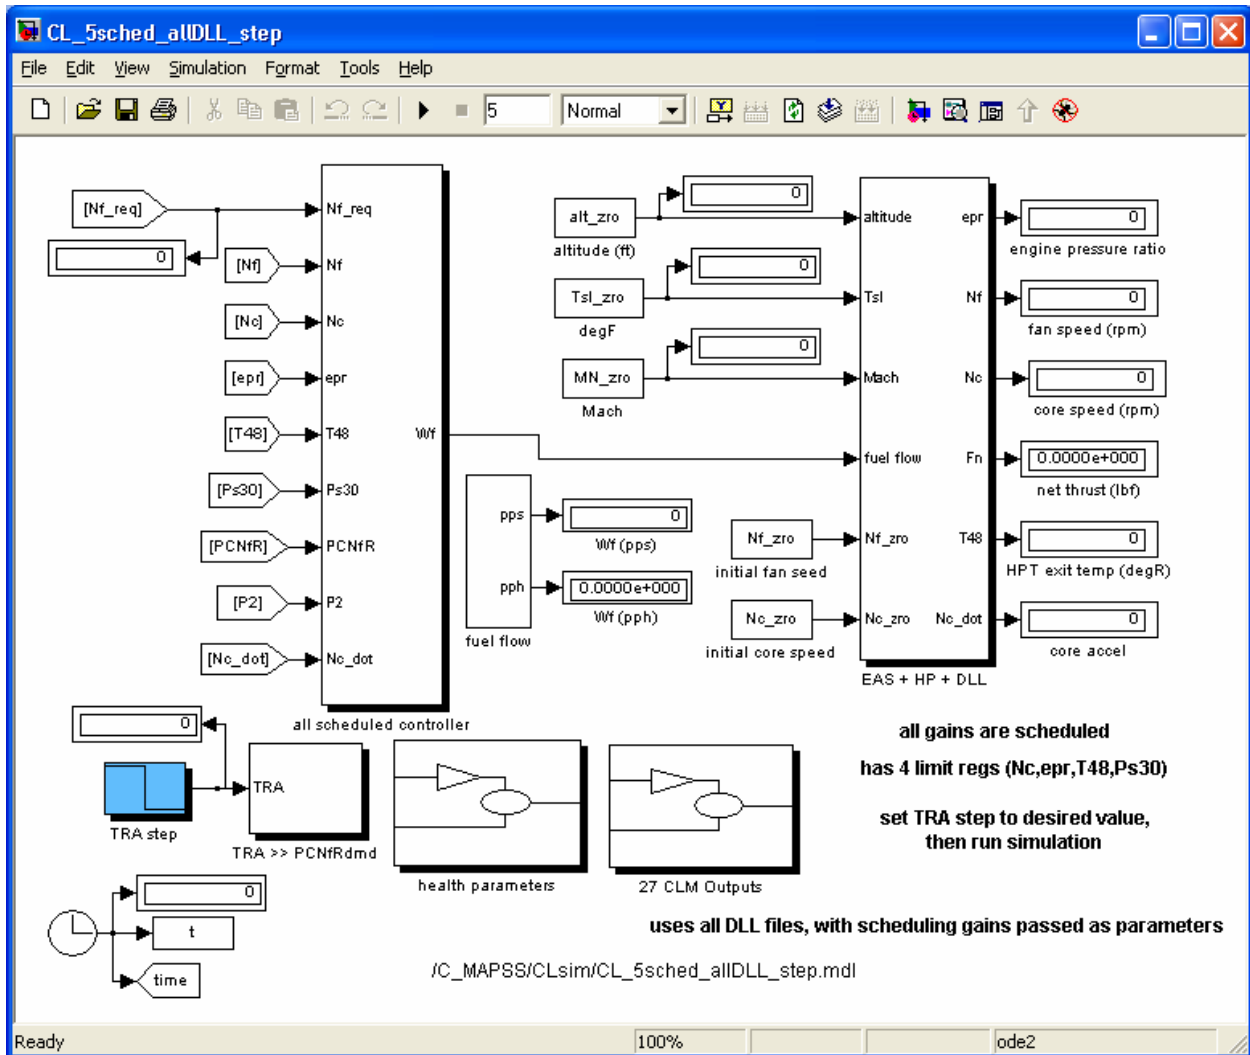 CL_5sched_allDLL_step
File Edit View Simulation Format Tools Help
5 Normal
[Nf_req]
0
[Nf]
[Nc]
[epr]
[T48]
[Ps30]
[PCNfR]
[P2]
[Nc_dot]
Nf_req
Nf
Nc
epr
T48
Wf
Ps30
PCNfR
P2
Nc_dot
all scheduled controller
alt_zro
altitude (ft)
0
Tsl_zro
degF
0
MN_zro
Mach
0
pps
pph
fuel flow
0
Wf (pps)
0.0000e+000
Wf (pph)
Nf_zro
initial fan seed
Nc_zro
initial core speed
altitude
epr
Tsl
Nf
Mach
Nc
fuel flow
Fn
Nf_zro
T48
Nc_zro
Nc_dot
EAS + HP + DLL
0
engine pressure ratio
0
fan speed (rpm)
0
core speed (rpm)
0.0000e+000
net thrust (lbf)
0
HPT exit temp (degR)
0
core accel
0
TRA step
TRA
TRA >> PCNfRdmd
health parameters
27 CLM Outputs
all gains are scheduled
has 4 limit regs (Nc,epr,T48,Ps30)
set TRA step to desired value,
then run simulation
0
t
time
uses all DLL files, with scheduling gains passed as parameters
/C_MAPSS/CLsim/CL_5sched_allDLL_step.mdl
Ready 100% ode2